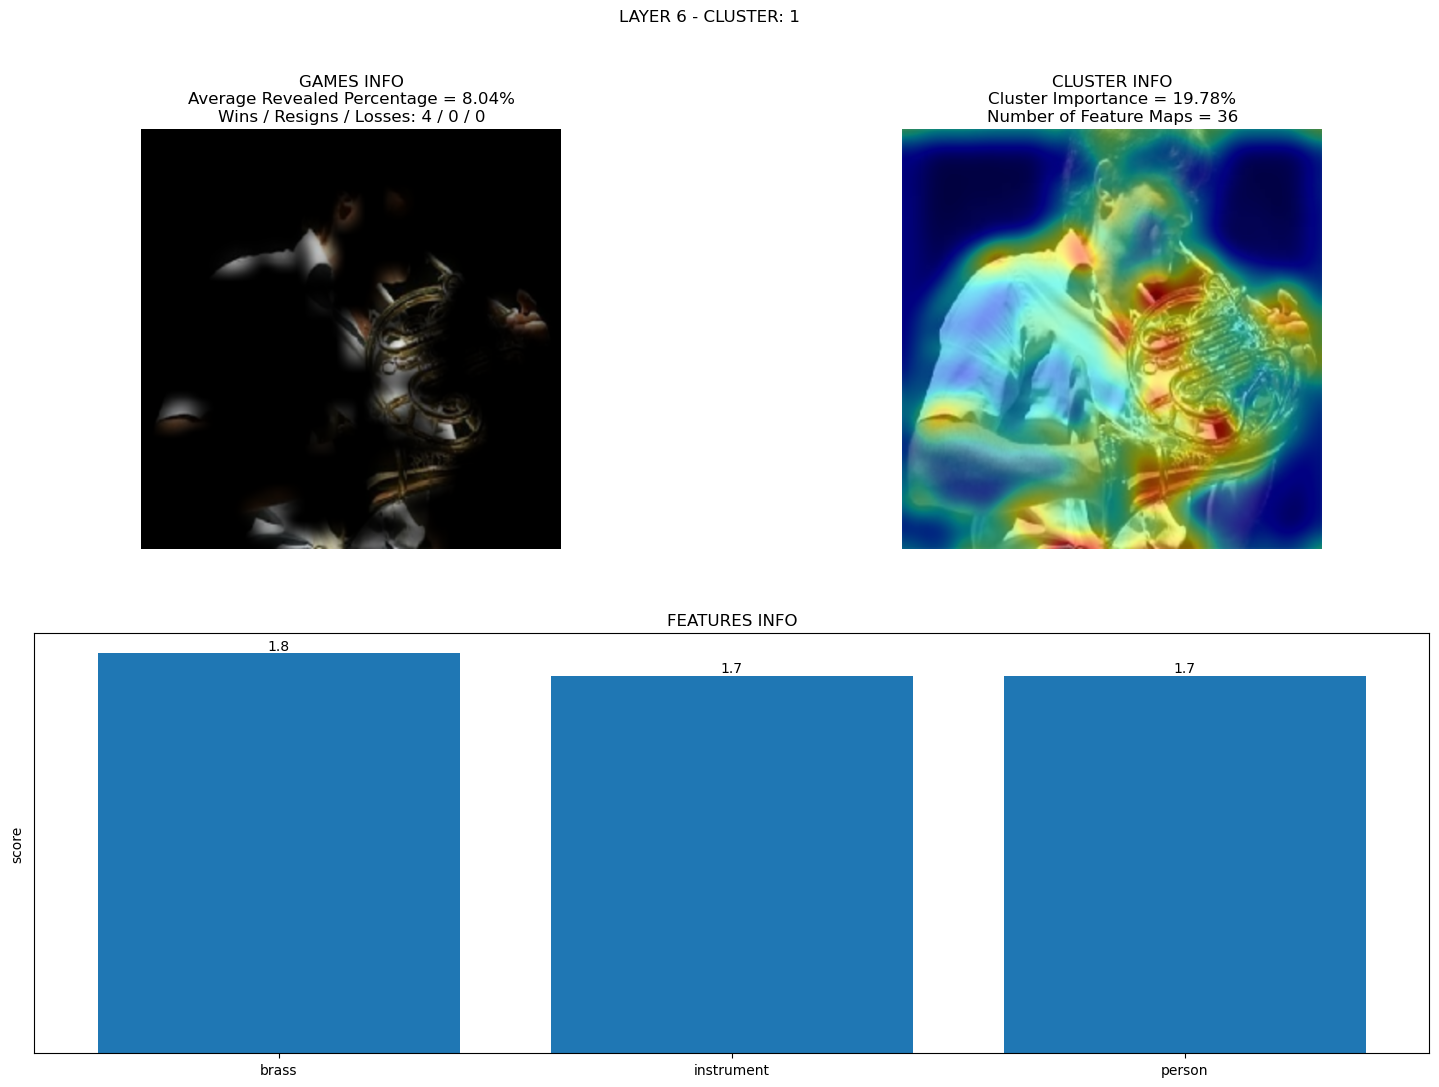 LAYER 6 - CLUSTER: 1
GAMES INFO
Average Revealed Percentage = 8.04%
Wins / Resigns / Losses: 4 / 0 / 0
CLUSTER INFO
Cluster Importance = 19.78%
Number of Feature Maps = 36
FEATURES INFO
score
1.8
1.7
1.7
brass
instrument
person